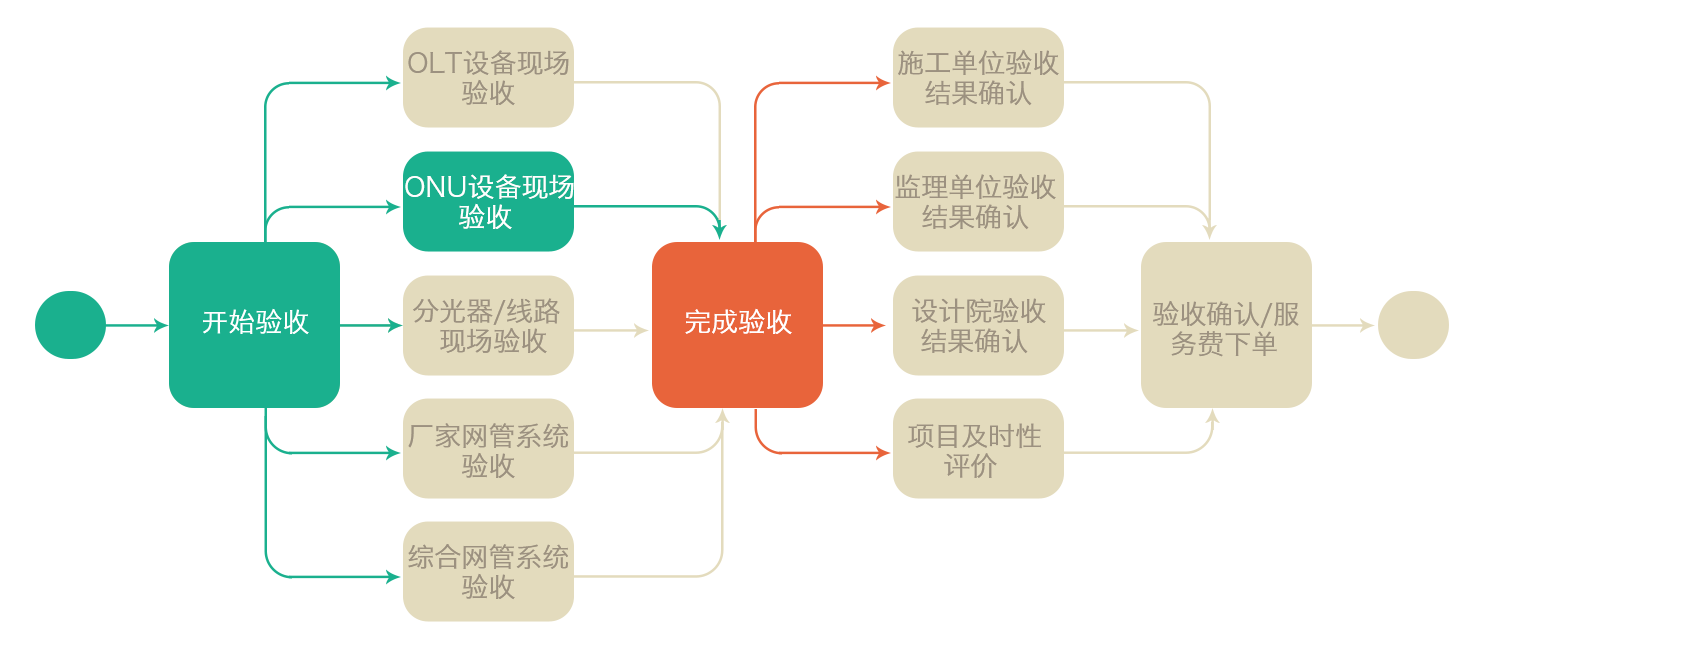 开始验收
OLT设备现场
验收
ONU设备现场
验收
分光器/线路
现场验收
厂家网管系统
验收
综合网管系统
验收
完成验收
施工单位验收
结果确认
监理单位验收
结果确认
设计院验收
结果确认
项目及时性
评价
验收确认/服
务费下单